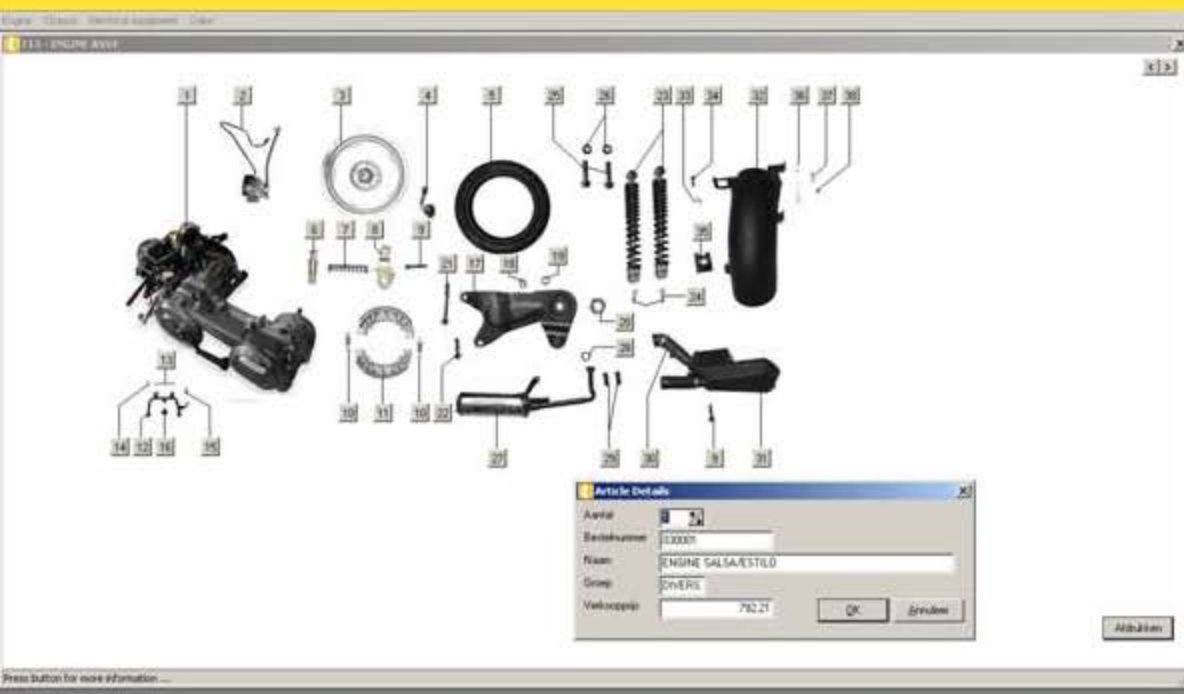 Engine Chassis Electrical equipment Color
F13 - ENGINE ASSY
< >
1 2 3 4 5 25 26 23 33 34 32 36 37 38
6 7 8 9 21 17 18 19
24
20
13 28
10 11 10 22
14 12 16 15 27 29 30 9 31
Article Details
Aantal 1
Bestelnummer 030001
Naam ENGINE SALSA/ESTILO
Groep DIVERS
Verkoopprijs 792.21 OK Annuleer
Afdrukken
Press button for more information ...